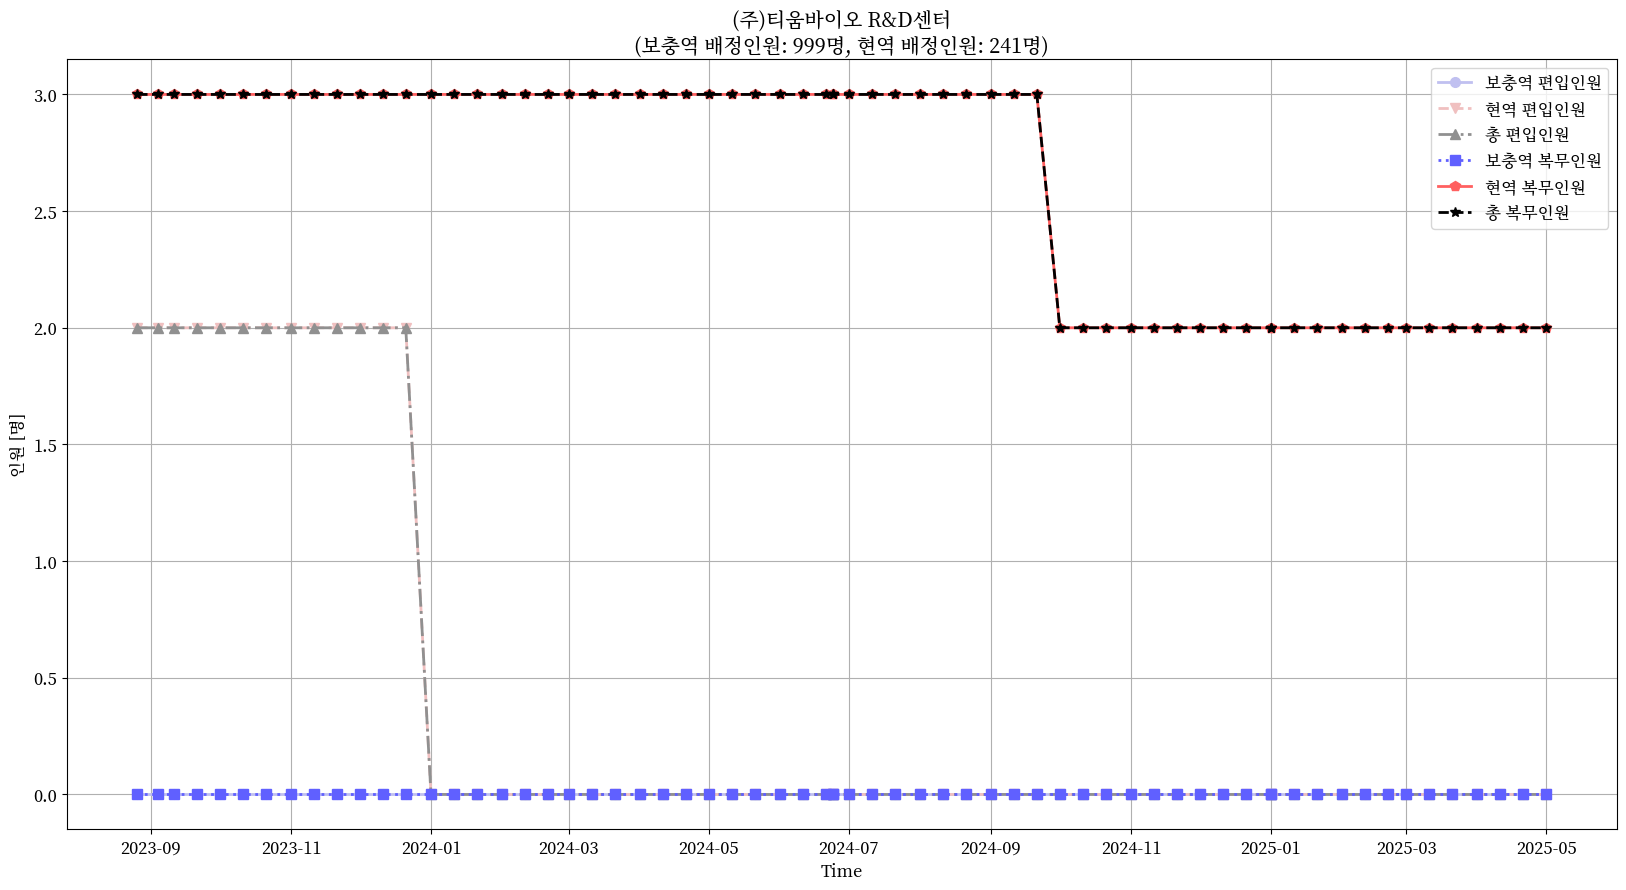 (주)티움바이오 R&D센터
(보충역 배정인원: 999명, 현역 배정인원: 241명)
보충역 편입인원
현역 편입인원
총 편입인원
보충역 복무인원
현역 복무인원
총 복무인원
인원 [명]
3.0
2.5
2.0
1.5
1.0
0.5
0.0
2023-09 2023-11 2024-01 2024-03 2024-05 2024-07 2024-09 2024-11 2025-01 2025-03 2025-05
Time